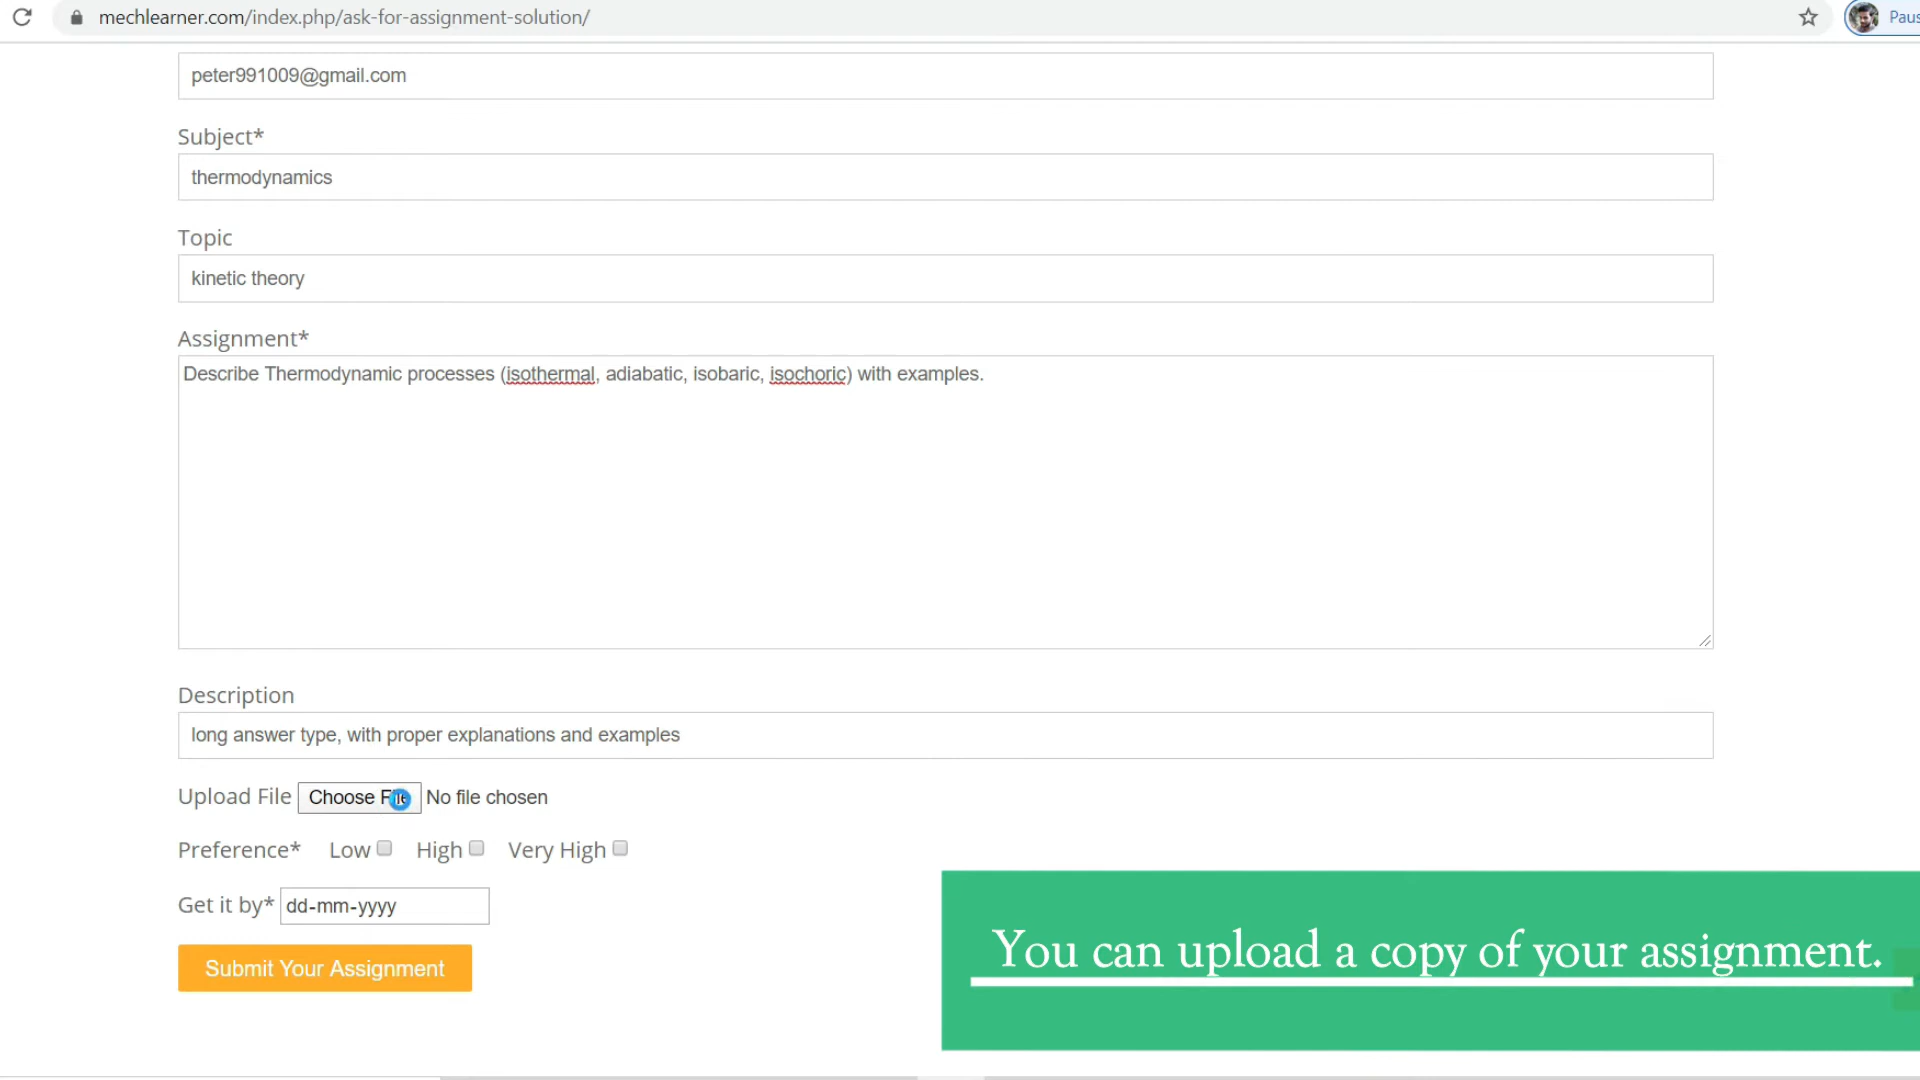 mechlearner.com/index.php/ask-for-assignment-solution/
Paus
peter991009@gmail.com
Subject*
thermodynamics
Topic
kinetic theory
Assignment*
Describe Thermodynamic processes (isothermal, adiabatic, isobaric, isochoric) with examples.
Description
long answer type, with proper explanations and examples
Upload File Choose File No file chosen
Preference* Low High Very High
Get it by* dd-mm-yyyy
Submit Your Assignment
You can upload a copy of your assignment.